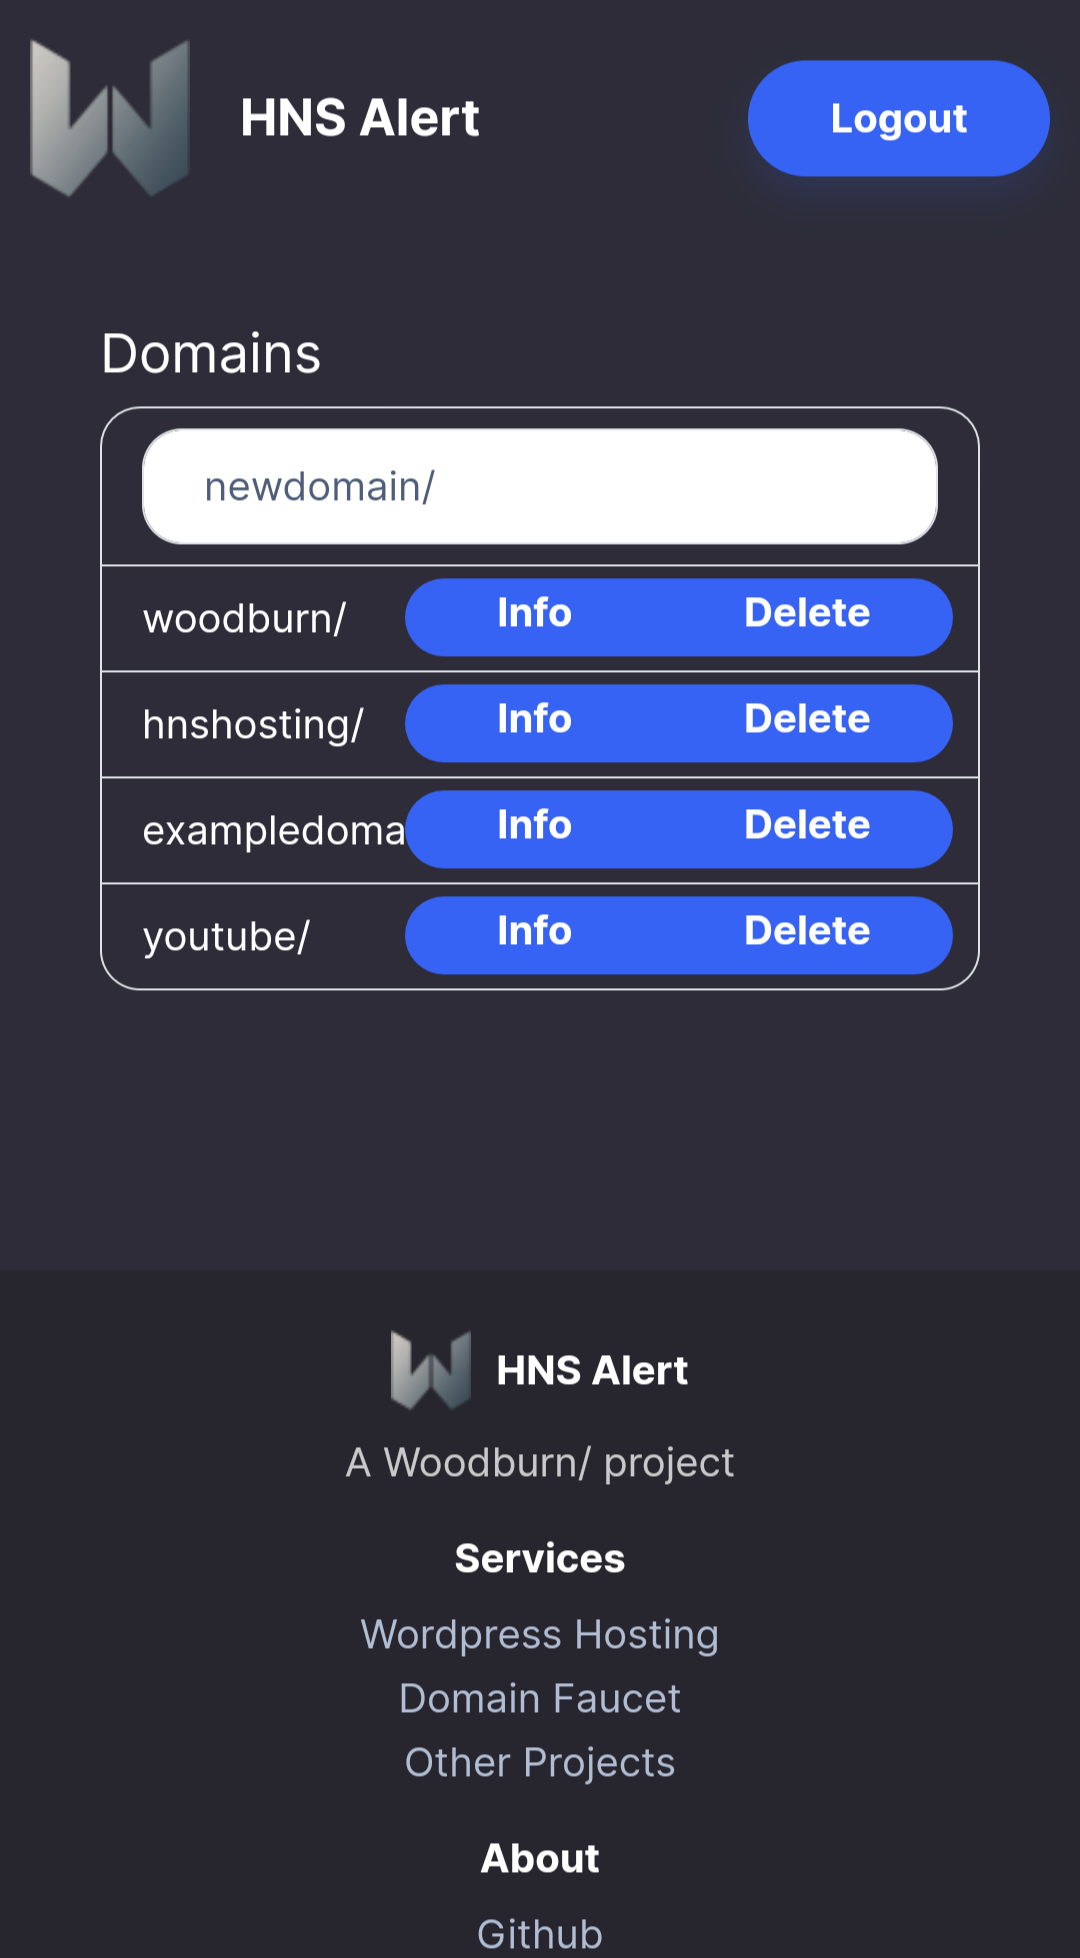 HNS Alert
Logout
Domains
newdomain/
woodburn/ Info Delete
hnshosting/ Info Delete
exampledoma Info Delete
youtube/ Info Delete
HNS Alert
A Woodburn/ project
Services
Wordpress Hosting
Domain Faucet
Other Projects
About
Github